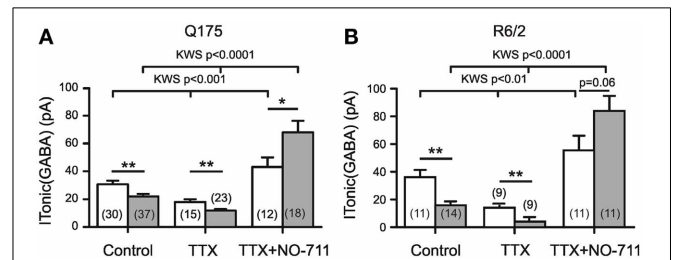 A
Q175
KWS p<0.0001
KWS p<0.001
ITonic(GABA) (pA)
100
80
60
40
20
0
**
**
*
(30)
(37)
(15)
(23)
(12)
(18)
Control
TTX
TTX+NO-711
B
R6/2
KWS p<0.0001
KWS p<0.01
p=0.06
ITonic(GABA) (pA)
100
80
60
40
20
0
**
**
(11)
(14)
(9)
(9)
(11)
(11)
Control
TTX
TTX+NO-711